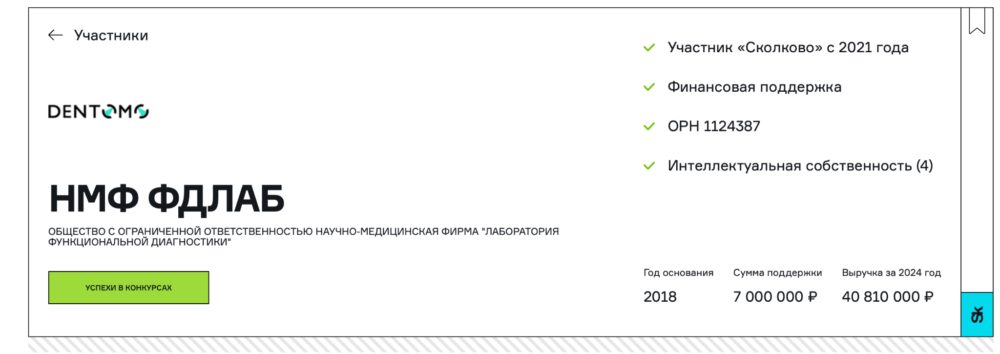 Участники
DENTOMO
НМФ ФДЛАБ
ОБЩЕСТВО С ОГРАНИЧЕННОЙ ОТВЕТСТВЕННОСТЬЮ НАУЧНО-МЕДИЦИНСКАЯ ФИРМА "ЛАБОРАТОРИЯ
ФУНКЦИОНАЛЬНОЙ ДИАГНОСТИКИ"
УСПЕХИ В КОНКУРСАХ
Участник «Сколково» с 2021 года
Финансовая поддержка
ОРН 1124387
Интеллектуальная собственность (4)
Год основания
2018
Сумма поддержки
7 000 000 ₽
Выручка за 2024 год
40 810 000 ₽
Sk